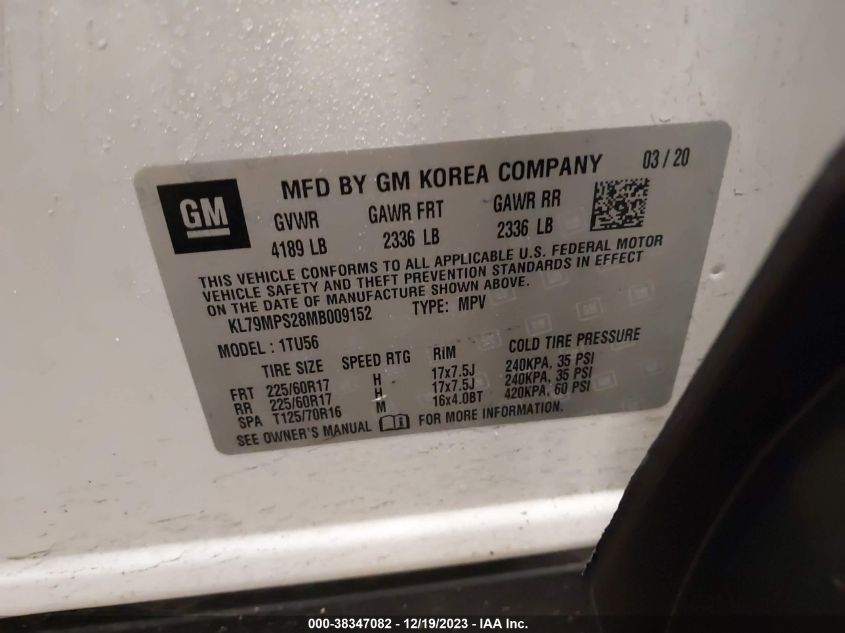 GM
MFD BY GM KOREA COMPANY 03 / 20
GVWR GAWR FRT GAWR RR
4189 LB 2336 LB 2336 LB
THIS VEHICLE CONFORMS TO ALL APPLICABLE U.S. FEDERAL MOTOR
VEHICLE SAFETY AND THEFT PREVENTION STANDARDS IN EFFECT
ON THE DATE OF MANUFACTURE SHOWN ABOVE.
KL79MPS28MB009152 TYPE: MPV
MODEL : 1TU56
TIRE SIZE SPEED RTG RiM COLD TIRE PRESSURE
FRT 225/60R17 H 17x7.5J 240KPA, 35 PSI
RR 225/60R17 H 17x7.5J 240KPA, 35 PSI
SPA T125/70R16 M 16x4.0BT 420KPA, 60 PSI
SEE OWNER'S MANUAL FOR MORE INFORMATION.
000-38347082 - 12/19/2023 - IAA Inc.